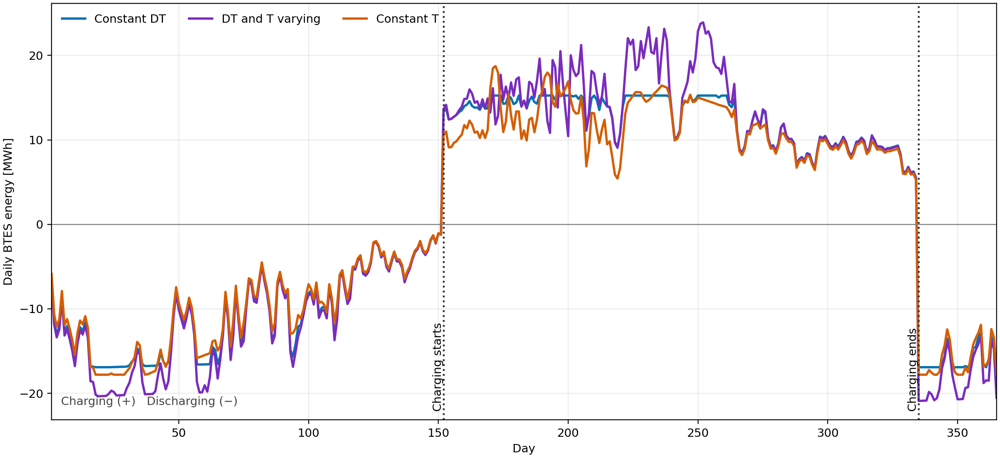 Constant DT
DT and T varying
Constant T
Daily BTES energy [MWh]
20
10
0
−10
−20
Charging starts
Charging ends
Charging (+)
Discharging (−)
50
100
150
200
250
300
350
Day